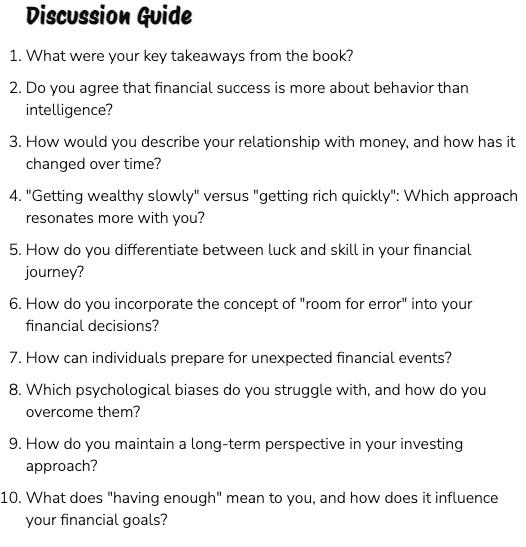 Discussion Guide
1. What were your key takeaways from the book?
2. Do you agree that financial success is more about behavior than
intelligence?
3. How would you describe your relationship with money, and how has it
changed over time?
4. "Getting wealthy slowly" versus "getting rich quickly": Which approach
resonates more with you?
5. How do you differentiate between luck and skill in your financial
journey?
6. How do you incorporate the concept of "room for error" into your
financial decisions?
7. How can individuals prepare for unexpected financial events?
8. Which psychological biases do you struggle with, and how do you
overcome them?
9. How do you maintain a long-term perspective in your investing
approach?
10. What does "having enough" mean to you, and how does it influence
your financial goals?